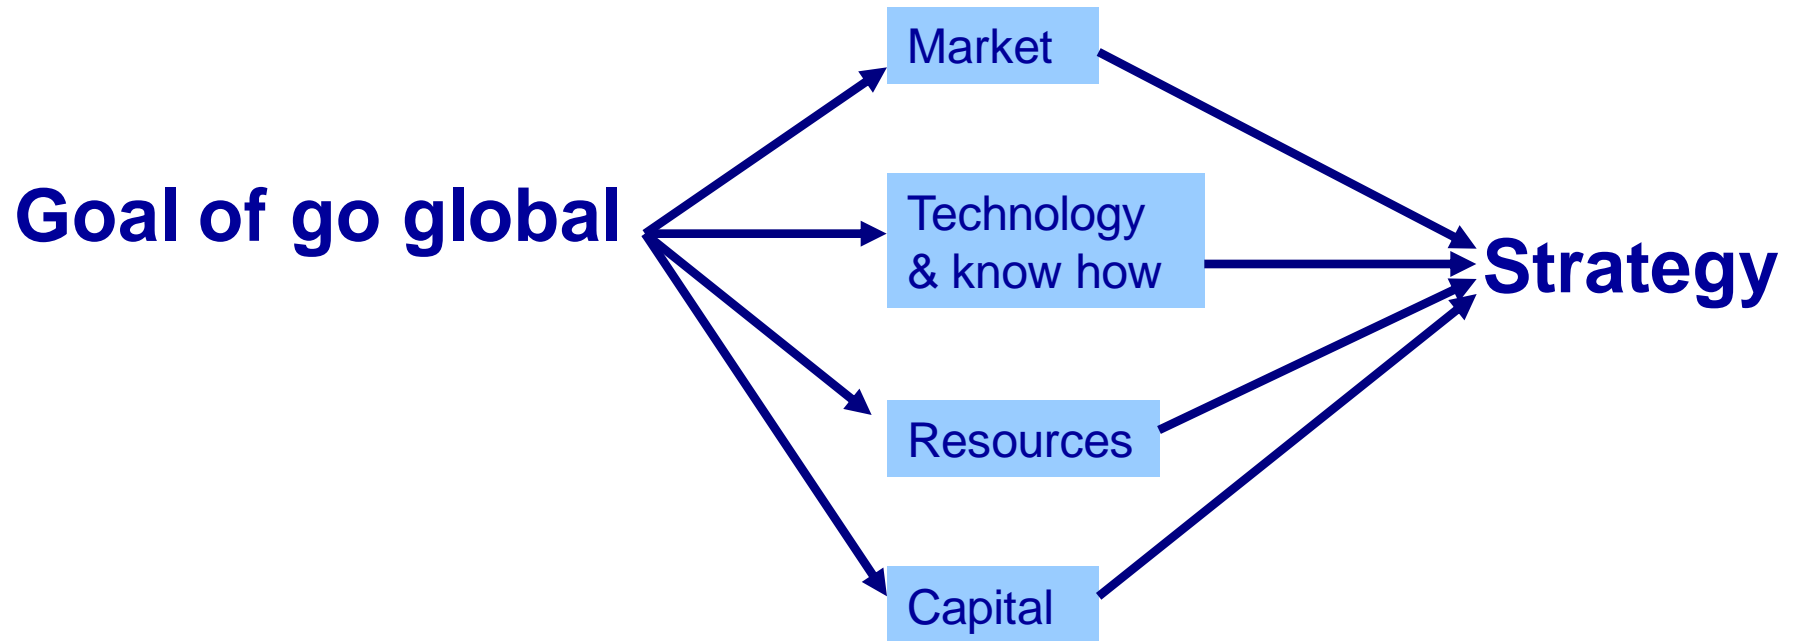 Goal of go global
Market
Technology
& know how
Resources
Capital
Strategy